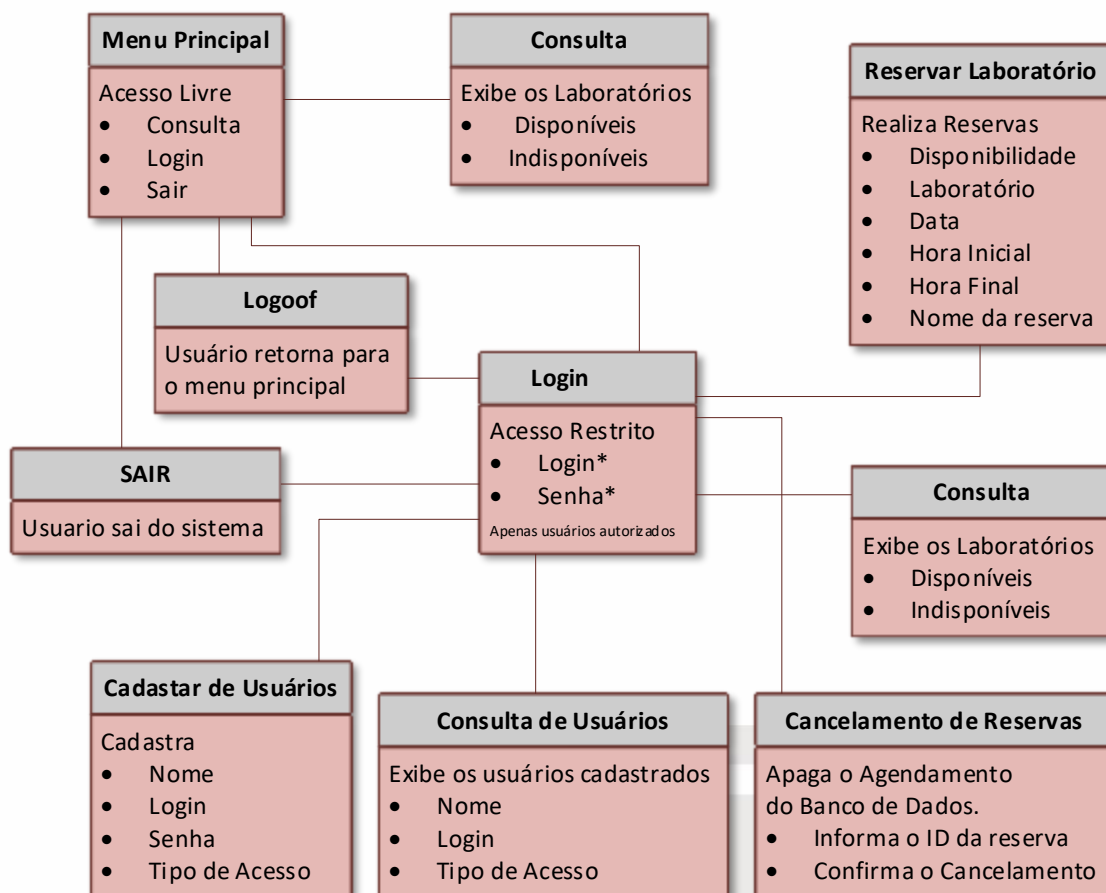 Menu Principal
Acesso Livre
• Consulta
• Login
• Sair
Consulta
Exibe os Laboratórios
• Disponíveis
• Indisponíveis
Reservar Laboratório
Realiza Reservas
• Disponibilidade
• Laboratório
• Data
• Hora Inicial
• Hora Final
• Nome da reserva
Logoof
Usuário retorna para
o menu principal
Login
Acesso Restrito
• Login*
• Senha*
Apenas usuários autorizados
SAIR
Usuario sai do sistema
Consulta
Exibe os Laboratórios
• Disponíveis
• Indisponíveis
Cadastar de Usuários
Cadastra
• Nome
• Login
• Senha
• Tipo de Acesso
Consulta de Usuários
Exibe os usuários cadastrados
• Nome
• Login
• Tipo de Acesso
Cancelamento de Reservas
Apaga o Agendamento
do Banco de Dados.
• Informa o ID da reserva
• Confirma o Cancelamento